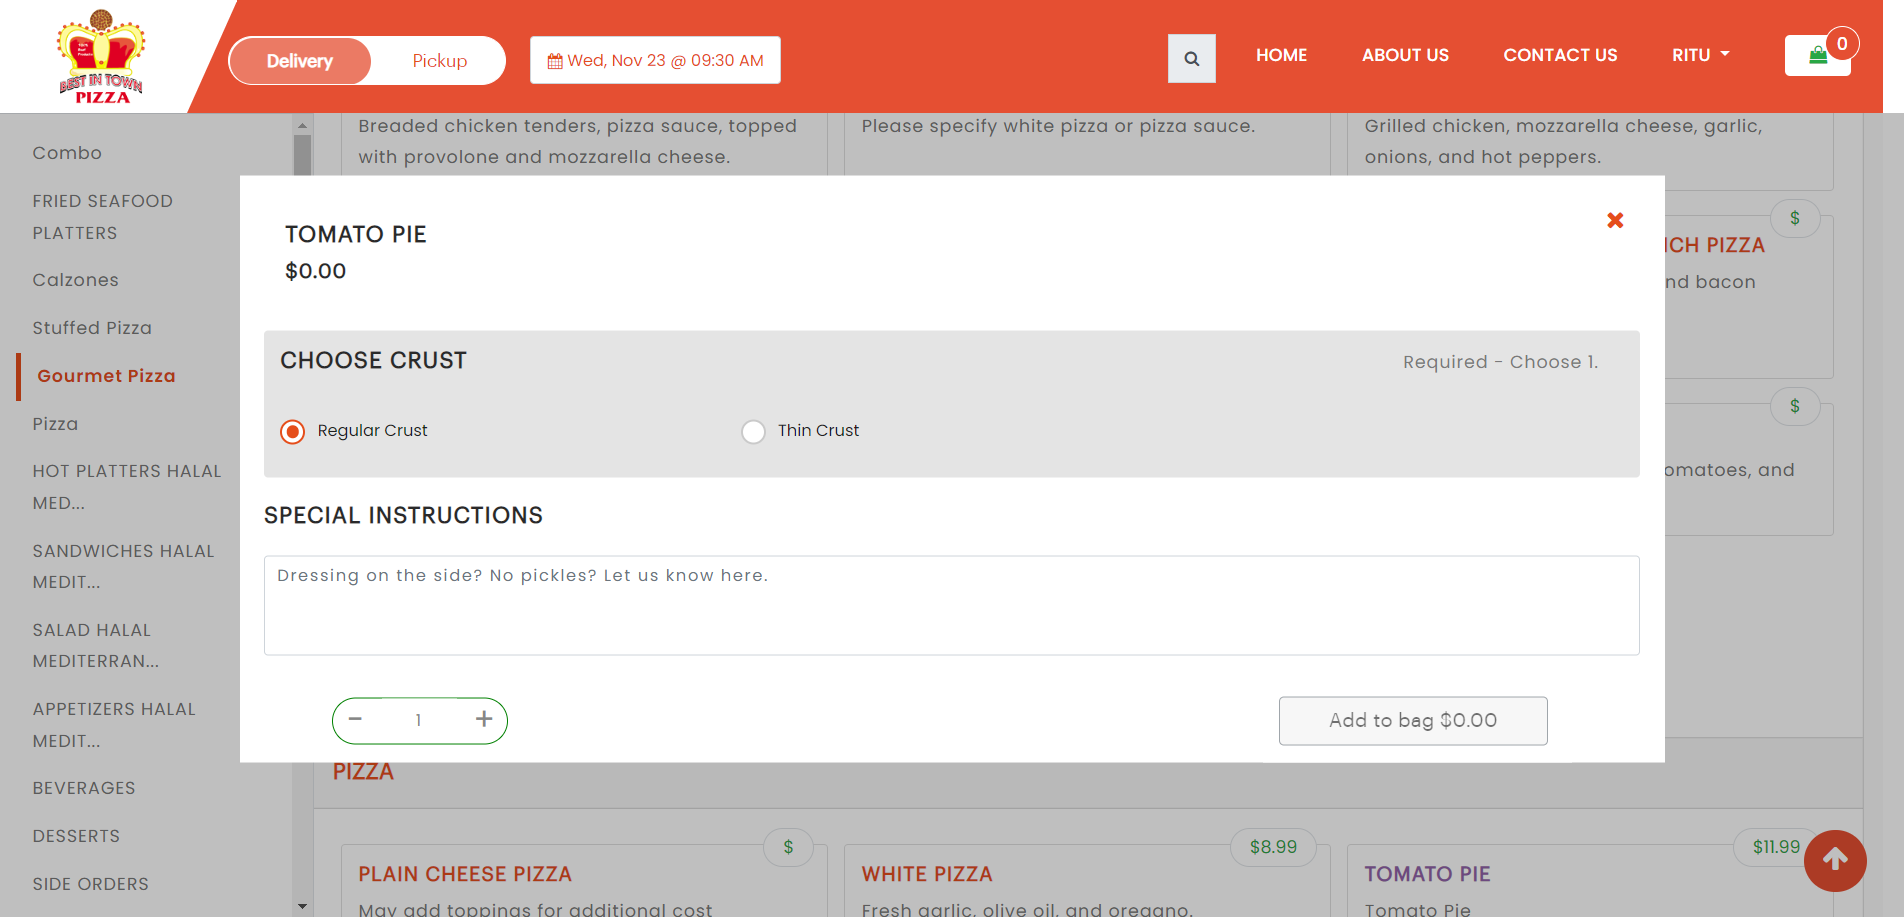 BEST IN TOWN
PIZZA
Delivery
Pickup
Wed, Nov 23 @ 09:30 AM
HOME
ABOUT US
CONTACT US
RITU
0
Combo
FRIED SEAFOOD
PLATTERS
Calzones
Stuffed Pizza
Gourmet Pizza
Pizza
HOT PLATTERS HALAL
MED...
SANDWICHES HALAL
MEDIT...
SALAD HALAL
MEDITERRAN...
APPETIZERS HALAL
MEDIT...
BEVERAGES
DESSERTS
SIDE ORDERS
Breaded chicken tenders, pizza sauce, topped
with provolone and mozzarella cheese.
Please specify white pizza or pizza sauce.
Grilled chicken, mozzarella cheese, garlic,
onions, and hot peppers.
$
ICH PIZZA
nd bacon
$
omatoes, and
TOMATO PIE
$0.00
CHOOSE CRUST
Required - Choose 1.
Regular Crust
Thin Crust
SPECIAL INSTRUCTIONS
Dressing on the side? No pickles? Let us know here.
− 1 +
Add to bag $0.00
PIZZA
$
PLAIN CHEESE PIZZA
May add toppings for additional cost
$8.99
WHITE PIZZA
Fresh garlic, olive oil, and oregano.
$11.99
TOMATO PIE
Tomato Pie